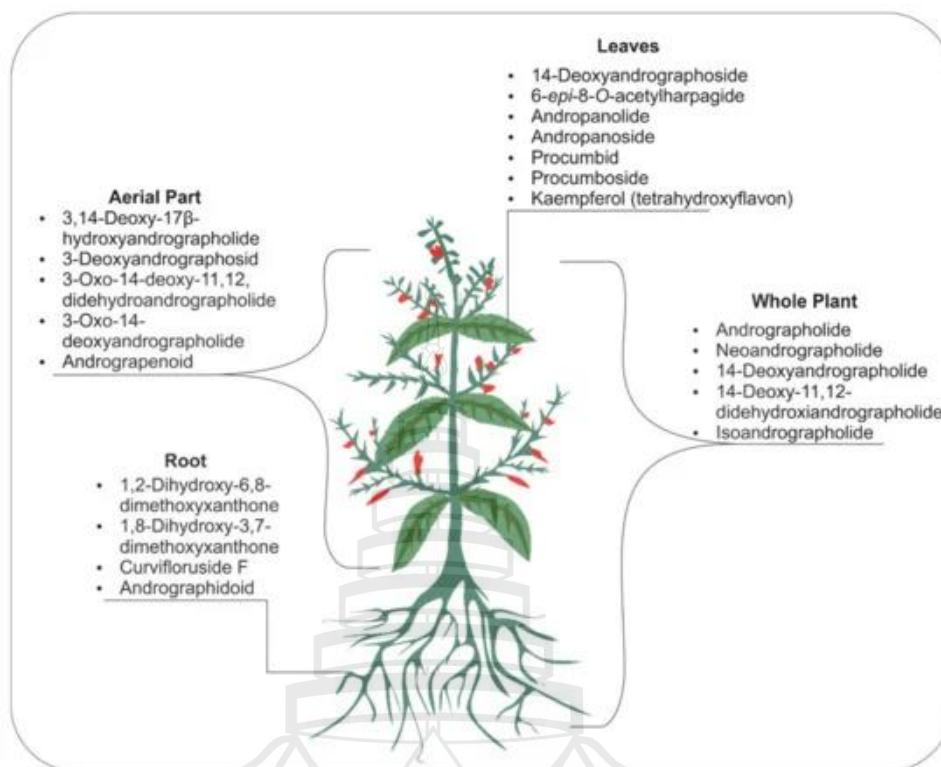 Leaves
• 14-Deoxyandrographoside
• 6-epi-8-O-acetylharpagide
• Andropanolide
• Andropanoside
• Procumbid
• Procumboside
• Kaempferol (tetrahydroxyflavon)
Aerial Part
• 3,14-Deoxy-17β-
hydroxyandrographolide
• 3-Deoxyandrographosid
• 3-Oxo-14-deoxy-11,12,
didehydroandrographolide
• 3-Oxo-14-
deoxyandrographolide
• Andrograpenoid
Whole Plant
• Andrographolide
• Neoandrographolide
• 14-Deoxyandrographolide
• 14-Deoxy-11,12-
didehydroxiandrographolide
• Isoandrographolide
Root
• 1,2-Dihydroxy-6,8-
dimethoxyxanthone
• 1,8-Dihydroxy-3,7-
dimethoxyxanthone
• Curvifloruside F
• Andrographidoid